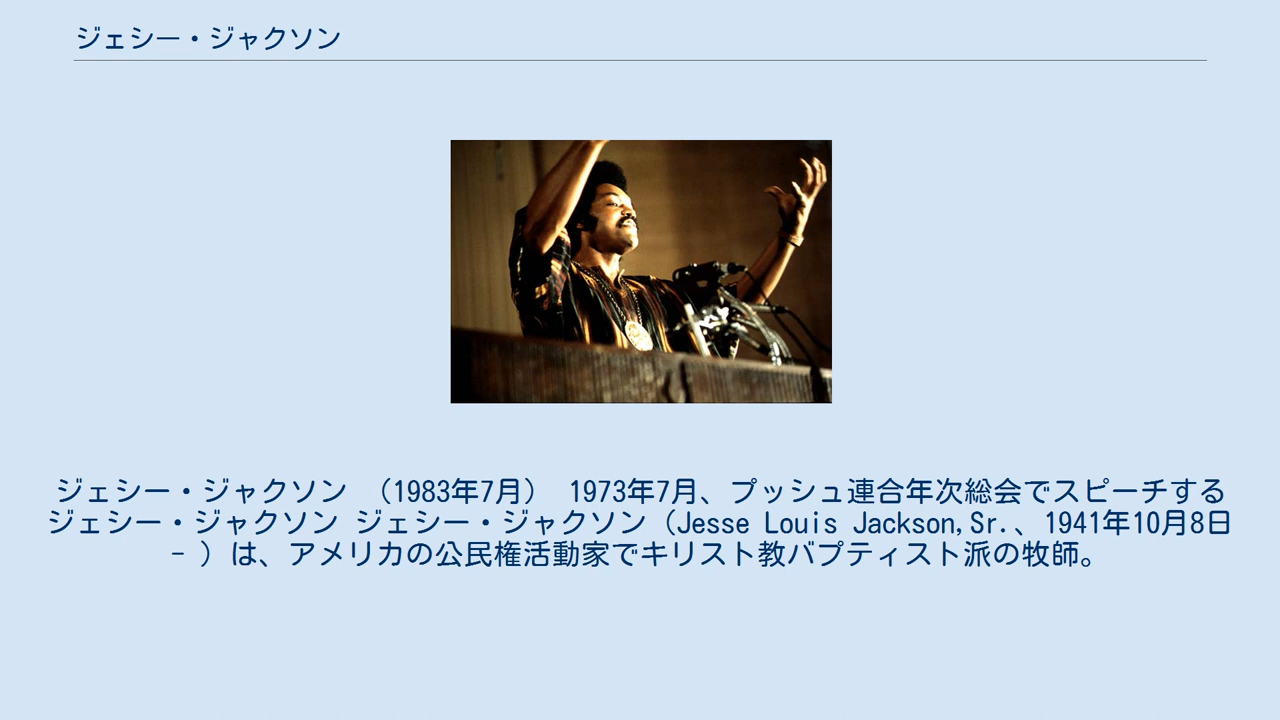 ジェシー・ジャクソン
ジェシー・ジャクソン （1983年7月） 1973年7月、プッシュ連合年次総会でスピーチする
ジェシー・ジャクソン ジェシー・ジャクソン（Jesse Louis Jackson,Sr.、1941年10月8日
- ）は、アメリカの公民権活動家でキリスト教バプティスト派の牧師。